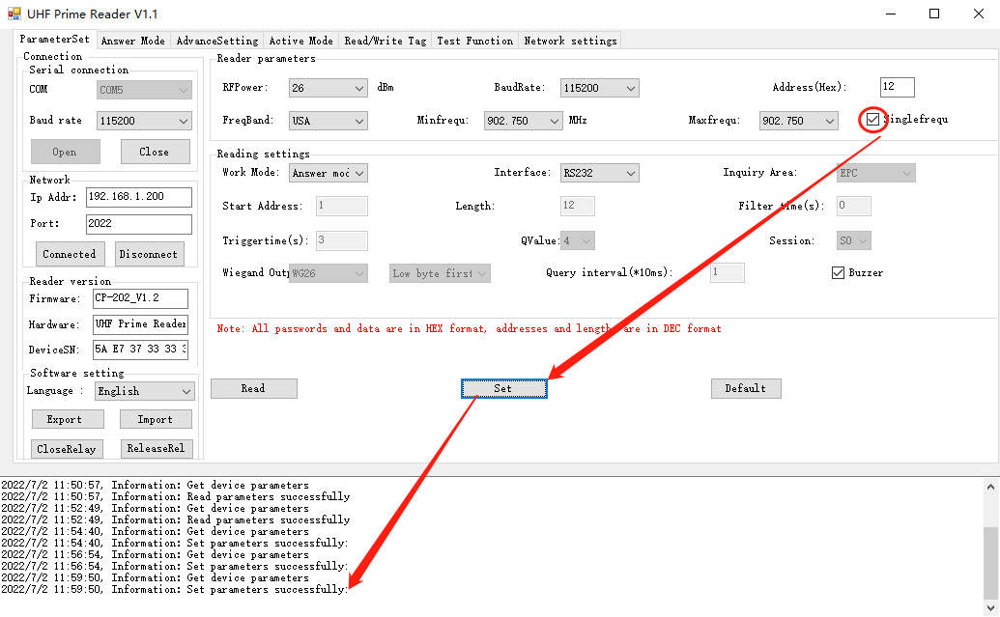 UHF Prime Reader V1.1
ParameterSet Answer Mode AdvanceSetting Active Mode Read/Write Tag Test Function Network settings
Connection
Serial connection
COM COM5
Baud rate 115200
Open Close
Network
Ip Addr: 192.168.1.200
Port: 2022
Connected Disconnect
Reader version
Firmware: CP-202_V1.2
Hardware: UHF Prime Reader
DeviceSN: 5A E7 37 33 33
Software setting
Language : English
Export Import
CloseRelay ReleaseRel
Reader parameters
RFPower: 26 dBm BaudRate: 115200 Address(Hex): 12
FreqBand: USA Minfrequ: 902.750 MHz Maxfrequ: 902.750 Singlefrequ
Reading settings
Work Mode: Answer mod Interface: RS232 Inquiry Area: EPC
Start Address: 1 Length: 12 Filter time(s): 0
Triggertime(s): 3 QValue: 4 Session: S0
Wiegand Outp WG26 Low byte first Query interval(*10ms): 1 Buzzer
Note: All passwords and data are in HEX format, addresses and lengths are in DEC format
Read Set Default
2022/7/2 11:50:57, Information: Get device parameters
2022/7/2 11:50:57, Information: Read parameters successfully
2022/7/2 11:52:49, Information: Get device parameters
2022/7/2 11:52:49, Information: Read parameters successfully
2022/7/2 11:54:40, Information: Get device parameters
2022/7/2 11:54:40, Information: Set parameters successfully:
2022/7/2 11:56:54, Information: Get device parameters
2022/7/2 11:56:54, Information: Set parameters successfully:
2022/7/2 11:59:50, Information: Get device parameters
2022/7/2 11:59:50, Information: Set parameters successfully: